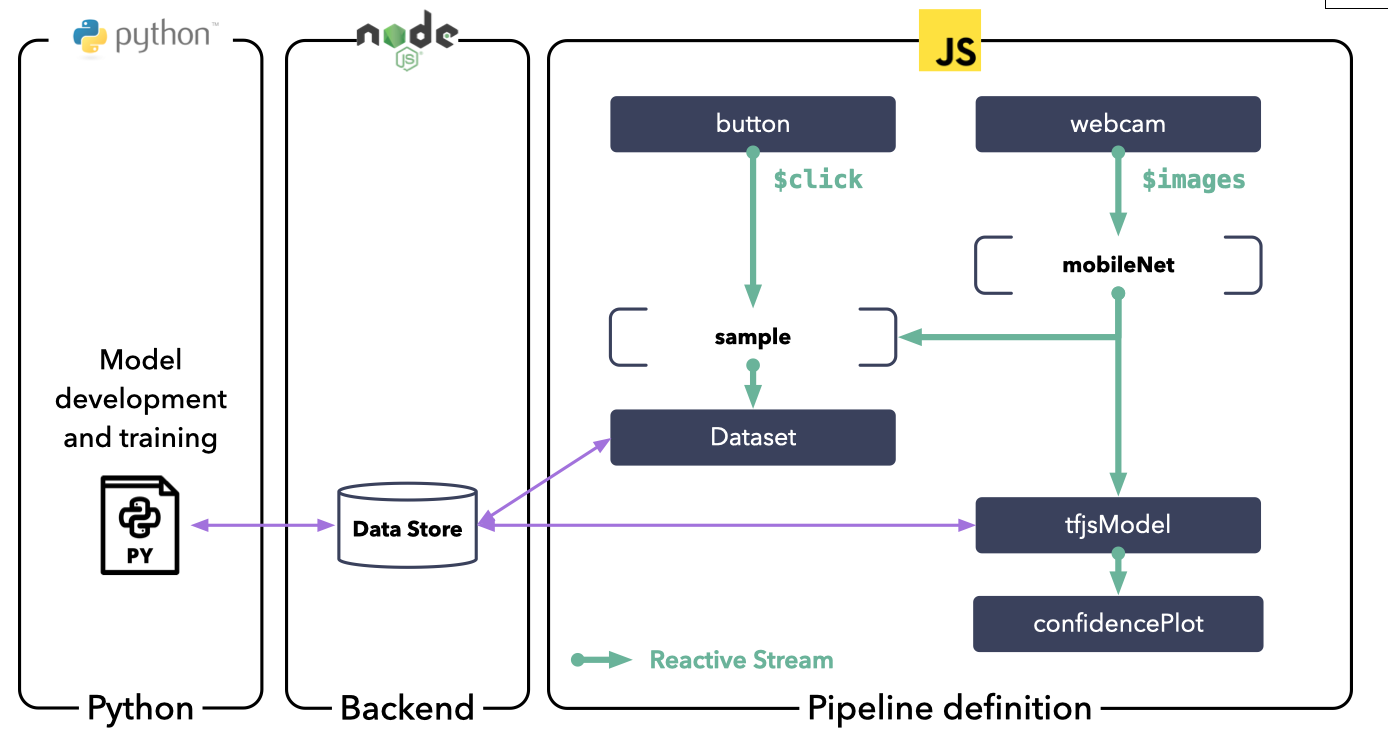 python™
node
JS
JS
button
webcam
$click
$images
mobileNet
sample
Model
development
and training
Dataset
PY
Data Store
tfjsModel
confidencePlot
Reactive Stream
Python
Backend
Pipeline definition